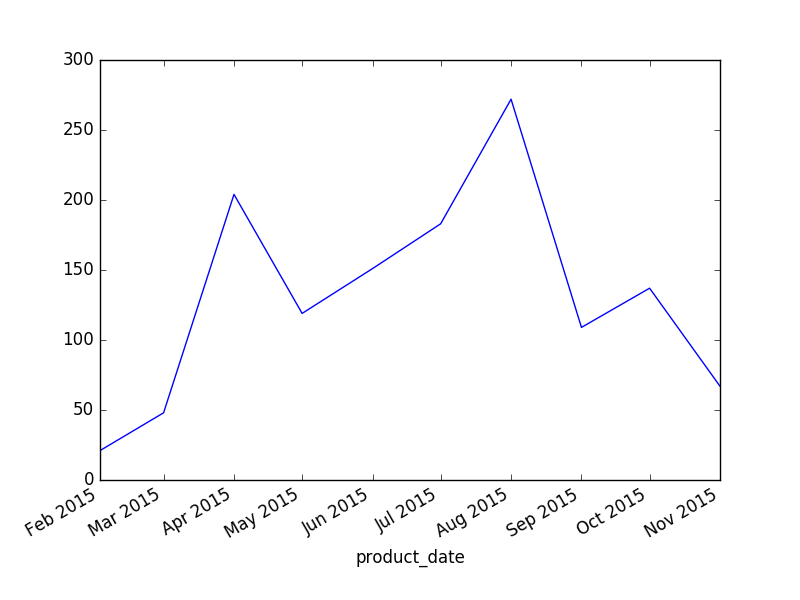 300
250
200
150
100
50
0
Feb 2015
Mar 2015
Apr 2015
May 2015
Jun 2015
Jul 2015
Aug 2015
Sep 2015
Oct 2015
Nov 2015
product_date